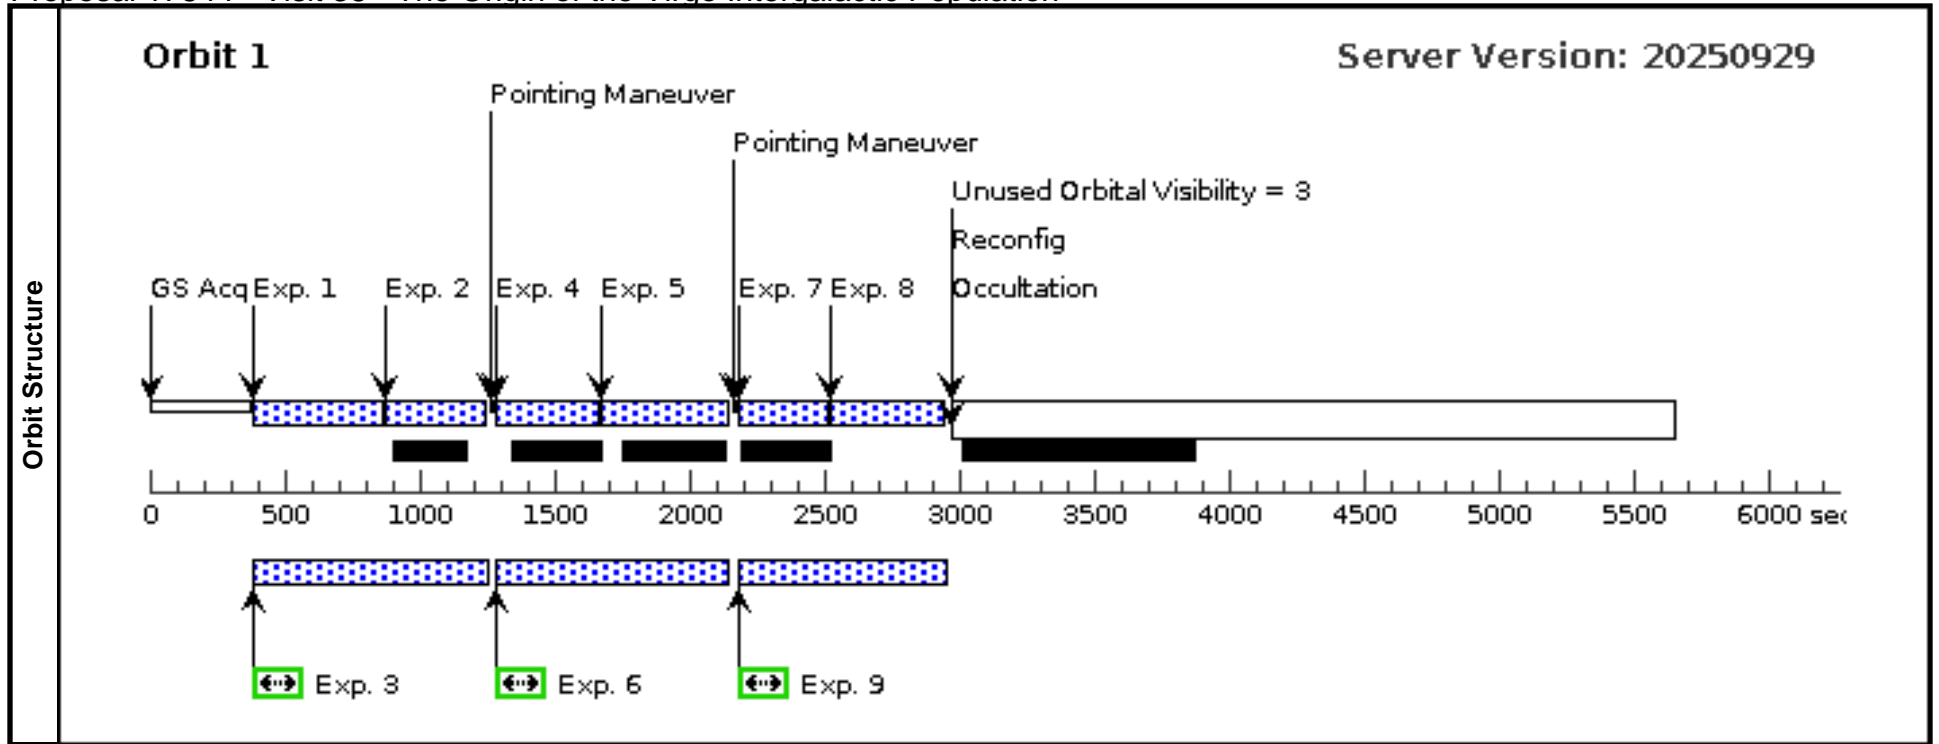 Orbit 1
Server Version: 20250929
Pointing Maneuver
Pointing Maneuver
Unused Orbital Visibility = 3
Reconfig
GS Acq Exp. 1 Exp. 2 Exp. 4 Exp. 5 Exp. 7 Exp. 8 Occultation
Orbit Structure
0 500 1000 1500 2000 2500 3000 3500 4000 4500 5000 5500 6000 sec
Exp. 3 Exp. 6 Exp. 9